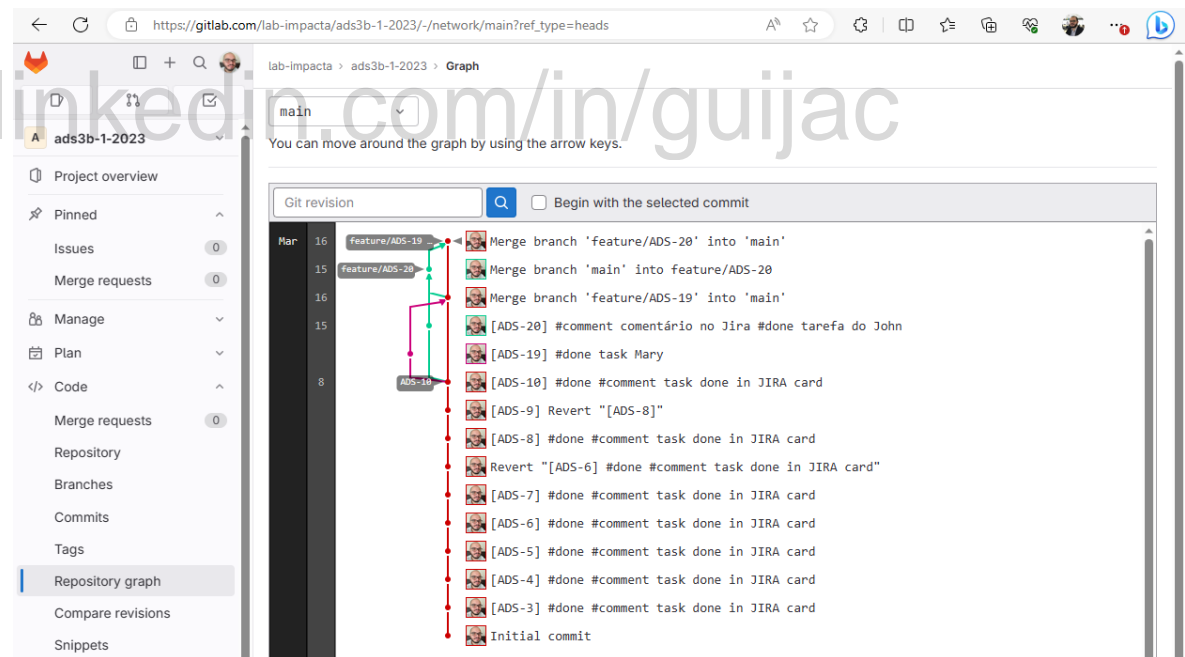 https://gitlab.com/lab-impacta/ads3b-1-2023/-/network/main?ref_type=heads
lab-impacta › ads3b-1-2023 › Graph
linkedin.com/in/guijac
main
A ads3b-1-2023
You can move around the graph by using the arrow keys.
Project overview
Pinned
Issues 0
Merge requests 0
Manage
Plan
Code
Merge requests 0
Repository
Branches
Commits
Tags
Repository graph
Compare revisions
Snippets
Git revision
Begin with the selected commit
Mar 16 feature/ADS-19 … Merge branch 'feature/ADS-20' into 'main'
15 feature/ADS-20 Merge branch 'main' into feature/ADS-20
16 Merge branch 'feature/ADS-19' into 'main'
15 [ADS-20] #comment comentário no Jira #done tarefa do John
[ADS-19] #done task Mary
8 ADS-10 [ADS-10] #done #comment task done in JIRA card
[ADS-9] Revert "[ADS-8]"
[ADS-8] #done #comment task done in JIRA card
Revert "[ADS-6] #done #comment task done in JIRA card"
[ADS-7] #done #comment task done in JIRA card
[ADS-6] #done #comment task done in JIRA card
[ADS-5] #done #comment task done in JIRA card
[ADS-4] #done #comment task done in JIRA card
[ADS-3] #done #comment task done in JIRA card
Initial commit